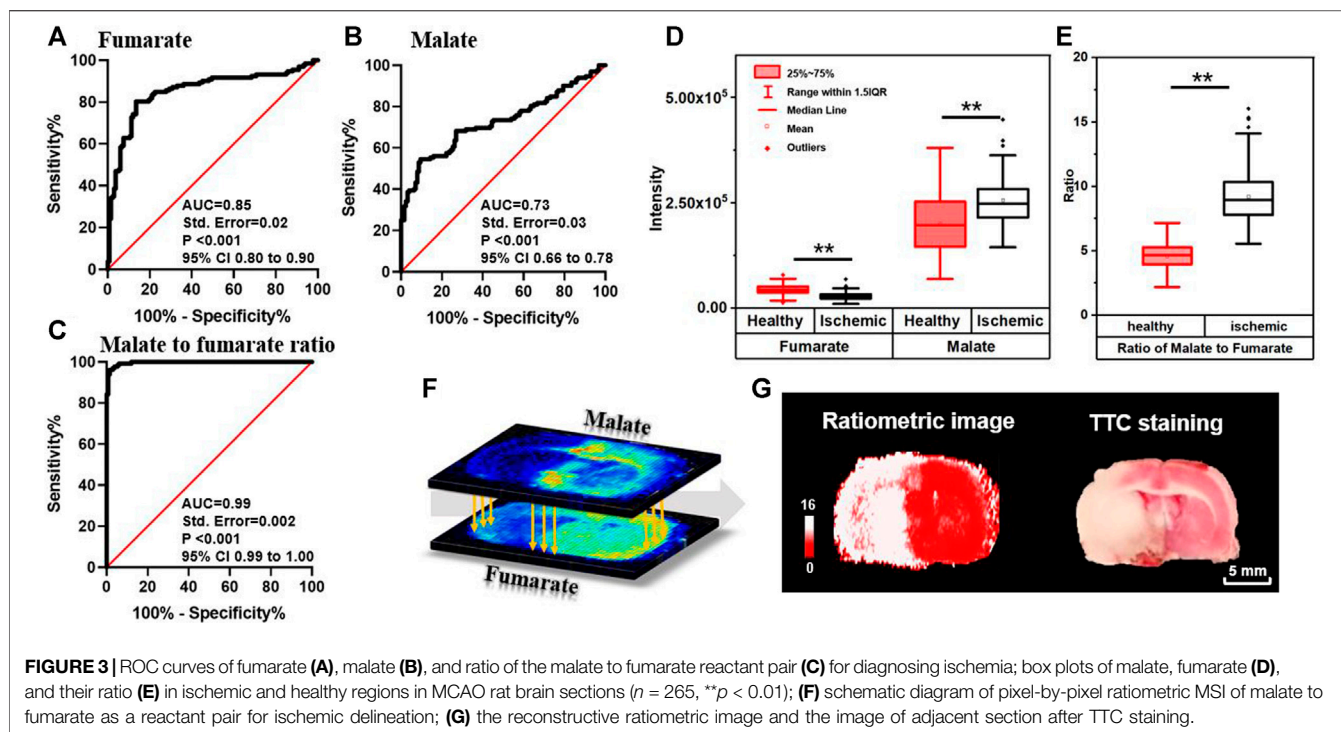 A
Fumarate
Sensitivity%
100
80
60
40
20
0
AUC=0.85
Std. Error=0.02
P <0.001
95% CI 0.80 to 0.90
0 20 40 60 80 100
100% - Specificity%
B
Malate
Sensitivity%
100
80
60
40
20
0
AUC=0.73
Std. Error=0.03
P <0.001
95% CI 0.66 to 0.78
0 20 40 60 80 100
100% - Specificity%
C
Malate to fumarate ratio
Sensitivity%
100
80
60
40
20
0
AUC=0.99
Std. Error=0.002
P <0.001
95% CI 0.99 to 1.00
0 20 40 60 80 100
100% - Specificity%
D
25%~75%
Range within 1.5IQR
Median Line
Mean
Outliers
Intensity
5.00x10⁵
2.50x10⁵
0.00
**
**
Healthy Ischemic Healthy Ischemic
Fumarate Malate
E
Ratio
20
15
10
5
0
**
healthy ischemic
Ratio of Malate to Fumarate
F
Malate
Fumarate
G
Ratiometric image TTC staining
16
0
5 mm
FIGURE 3 | ROC curves of fumarate (A), malate (B), and ratio of the malate to fumarate reactant pair (C) for diagnosing ischemia; box plots of malate, fumarate (D),
and their ratio (E) in ischemic and healthy regions in MCAO rat brain sections (n = 265, **p < 0.01); (F) schematic diagram of pixel-by-pixel ratiometric MSI of malate to
fumarate as a reactant pair for ischemic delineation; (G) the reconstructive ratiometric image and the image of adjacent section after TTC staining.